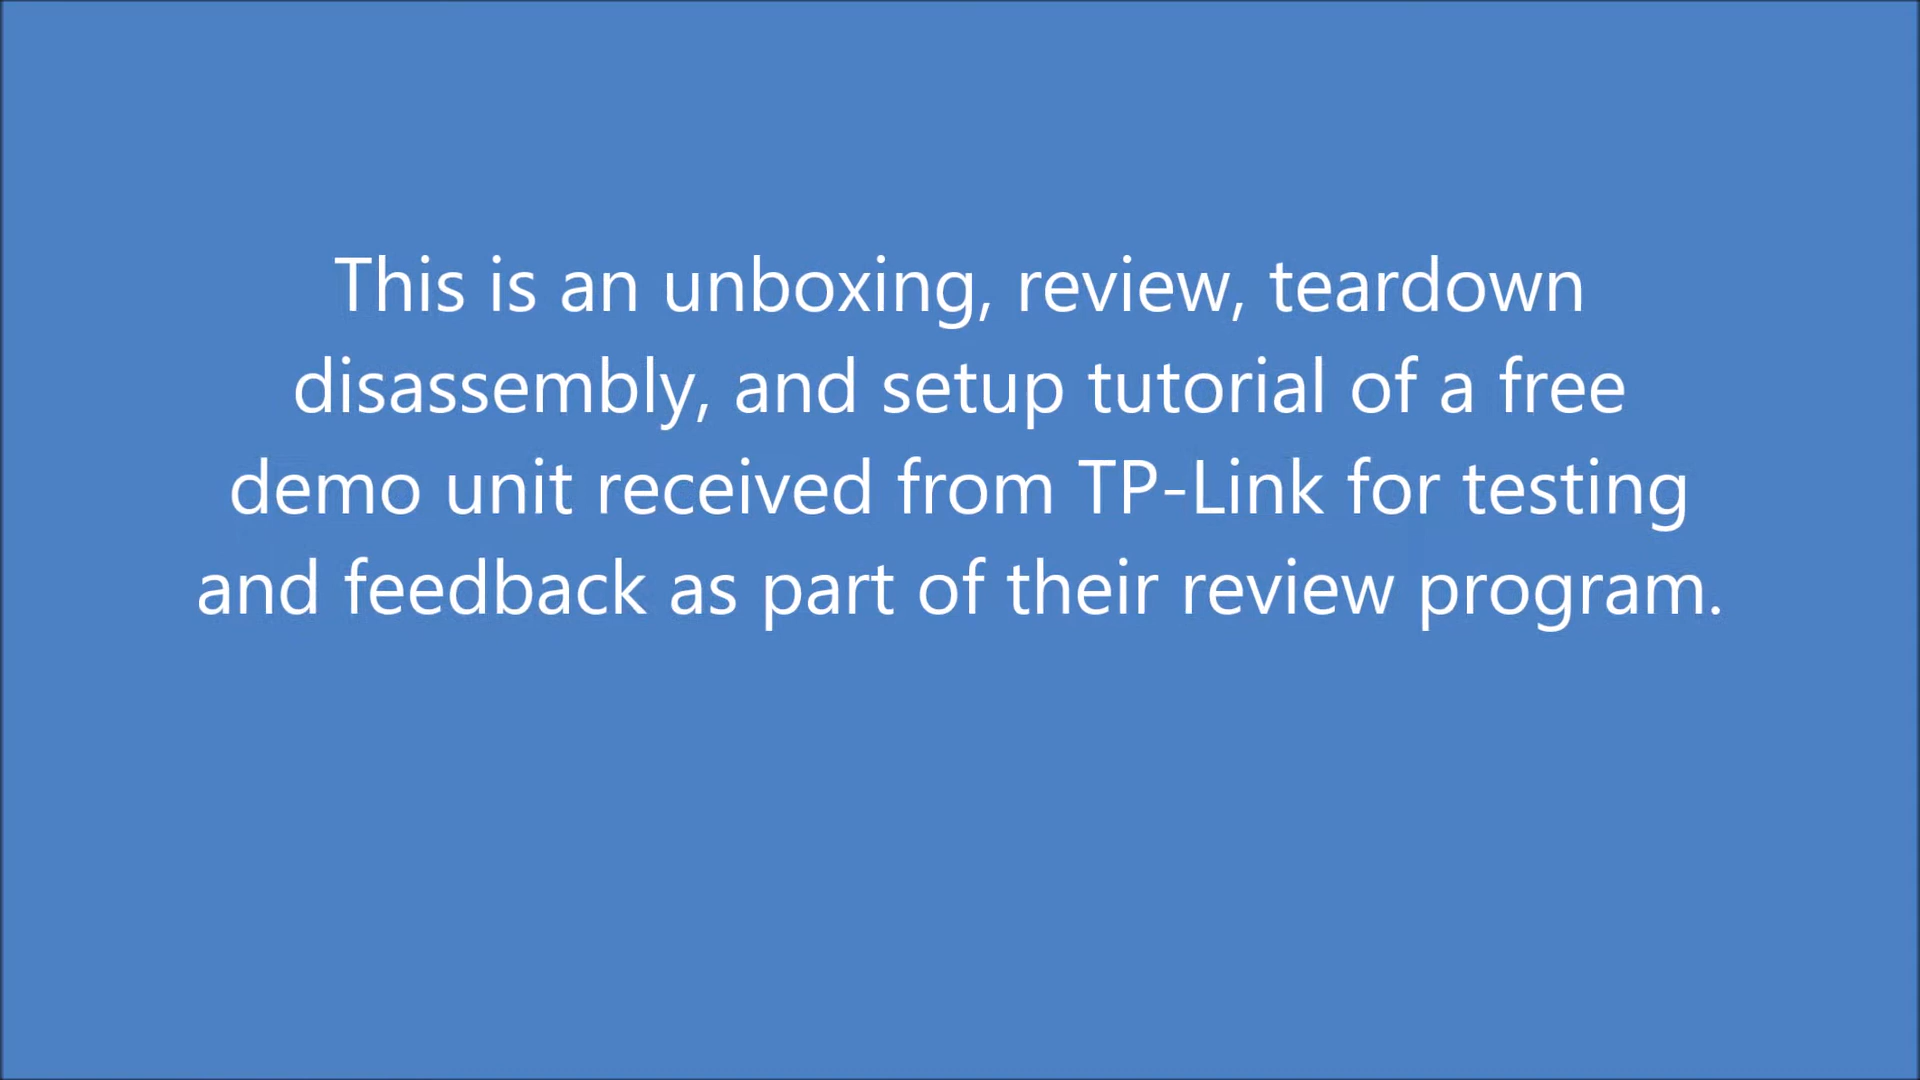 This is an unboxing, review, teardown
disassembly, and setup tutorial of a free
demo unit received from TP-Link for testing
and feedback as part of their review program.